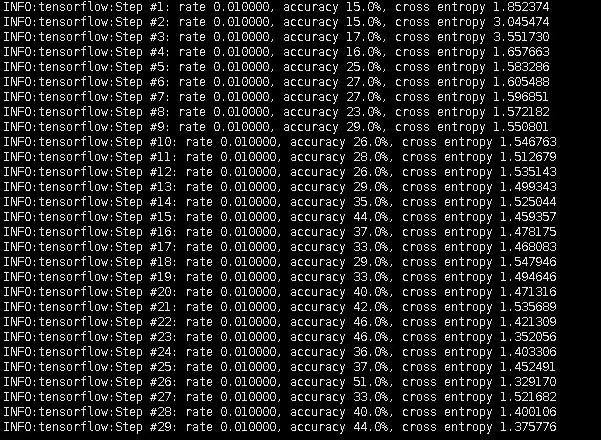 INFO:tensorflow:Step #1: rate 0.010000, accuracy 15.0%, cross entropy 1.852374
INFO:tensorflow:Step #2: rate 0.010000, accuracy 15.0%, cross entropy 3.045474
INFO:tensorflow:Step #3: rate 0.010000, accuracy 17.0%, cross entropy 3.551730
INFO:tensorflow:Step #4: rate 0.010000, accuracy 16.0%, cross entropy 1.657663
INFO:tensorflow:Step #5: rate 0.010000, accuracy 25.0%, cross entropy 1.583286
INFO:tensorflow:Step #6: rate 0.010000, accuracy 27.0%, cross entropy 1.605488
INFO:tensorflow:Step #7: rate 0.010000, accuracy 27.0%, cross entropy 1.596851
INFO:tensorflow:Step #8: rate 0.010000, accuracy 23.0%, cross entropy 1.572182
INFO:tensorflow:Step #9: rate 0.010000, accuracy 29.0%, cross entropy 1.550801
INFO:tensorflow:Step #10: rate 0.010000, accuracy 26.0%, cross entropy 1.546763
INFO:tensorflow:Step #11: rate 0.010000, accuracy 28.0%, cross entropy 1.512679
INFO:tensorflow:Step #12: rate 0.010000, accuracy 26.0%, cross entropy 1.535143
INFO:tensorflow:Step #13: rate 0.010000, accuracy 29.0%, cross entropy 1.499343
INFO:tensorflow:Step #14: rate 0.010000, accuracy 35.0%, cross entropy 1.525044
INFO:tensorflow:Step #15: rate 0.010000, accuracy 44.0%, cross entropy 1.459357
INFO:tensorflow:Step #16: rate 0.010000, accuracy 37.0%, cross entropy 1.478175
INFO:tensorflow:Step #17: rate 0.010000, accuracy 33.0%, cross entropy 1.468083
INFO:tensorflow:Step #18: rate 0.010000, accuracy 29.0%, cross entropy 1.547946
INFO:tensorflow:Step #19: rate 0.010000, accuracy 33.0%, cross entropy 1.494646
INFO:tensorflow:Step #20: rate 0.010000, accuracy 40.0%, cross entropy 1.471316
INFO:tensorflow:Step #21: rate 0.010000, accuracy 42.0%, cross entropy 1.535689
INFO:tensorflow:Step #22: rate 0.010000, accuracy 46.0%, cross entropy 1.421309
INFO:tensorflow:Step #23: rate 0.010000, accuracy 46.0%, cross entropy 1.352056
INFO:tensorflow:Step #24: rate 0.010000, accuracy 36.0%, cross entropy 1.403306
INFO:tensorflow:Step #25: rate 0.010000, accuracy 37.0%, cross entropy 1.452491
INFO:tensorflow:Step #26: rate 0.010000, accuracy 51.0%, cross entropy 1.329170
INFO:tensorflow:Step #27: rate 0.010000, accuracy 33.0%, cross entropy 1.521682
INFO:tensorflow:Step #28: rate 0.010000, accuracy 40.0%, cross entropy 1.400106
INFO:tensorflow:Step #29: rate 0.010000, accuracy 44.0%, cross entropy 1.375776